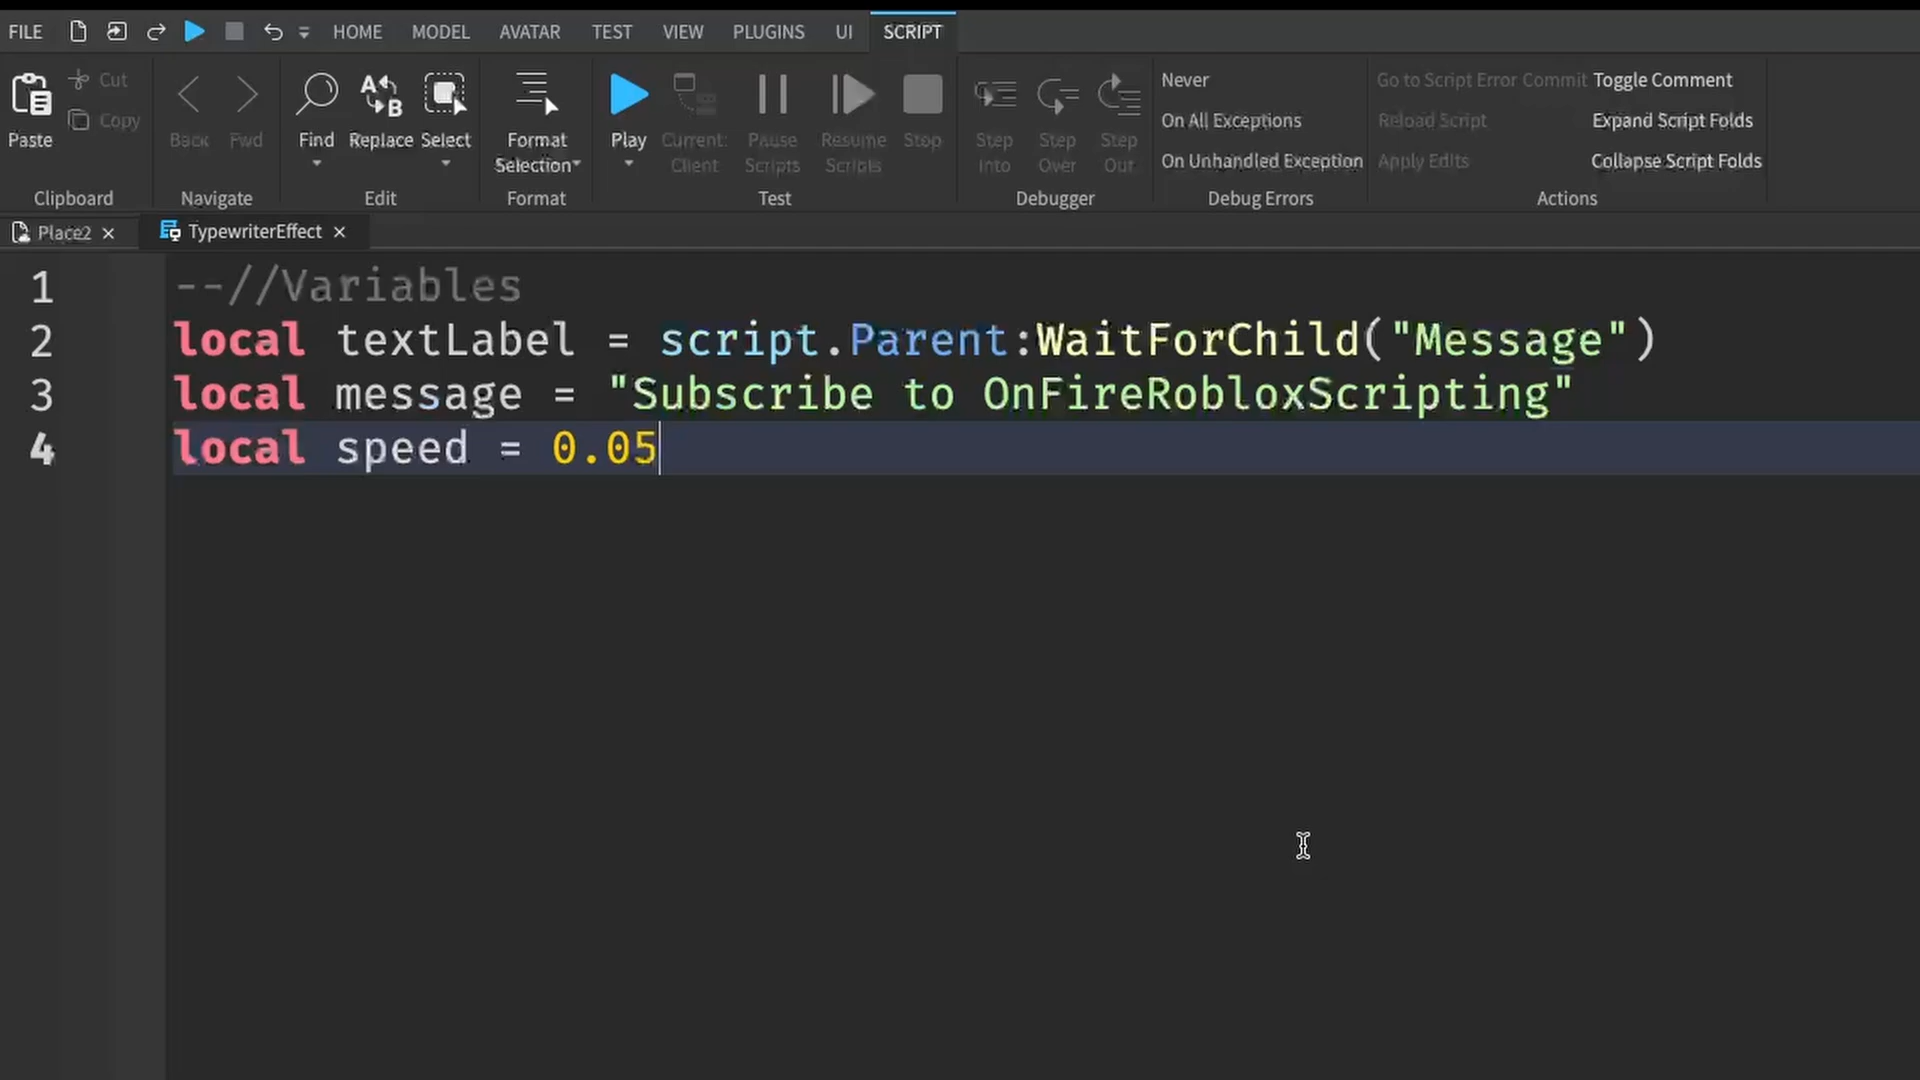 FILE HOME MODEL AVATAR TEST VIEW PLUGINS UI SCRIPT
Paste Cut Copy Clipboard
Back Fwd Navigate
Find A B Replace Select Edit
Format Selection Format
Play Current: Client Pause Scripts Resume Scripts Stop Test
Step Into Step Over Step Out Debugger
Never
On All Exceptions
On Unhandled Exception
Debug Errors
Go to Script Error Commit Toggle Comment
Reload Script Expand Script Folds
Apply Edits Collapse Script Folds
Actions
Place2 × TypewriterEffect ×
1 --//Variables
2 local textLabel = script.Parent:WaitForChild("Message")
3 local message = "Subscribe to OnFireRobloxScripting"
4 local speed = 0.05